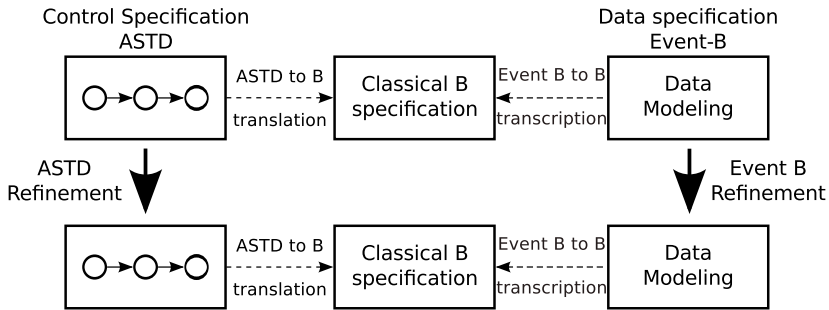 Control Specification
ASTD
Data specification
Event-B
ASTD to B
translation
Classical B
specification
Event B to B
transcription
Data
Modeling
ASTD
Refinement
Event B
Refinement
ASTD to B
translation
Classical B
specification
Event B to B
transcription
Data
Modeling